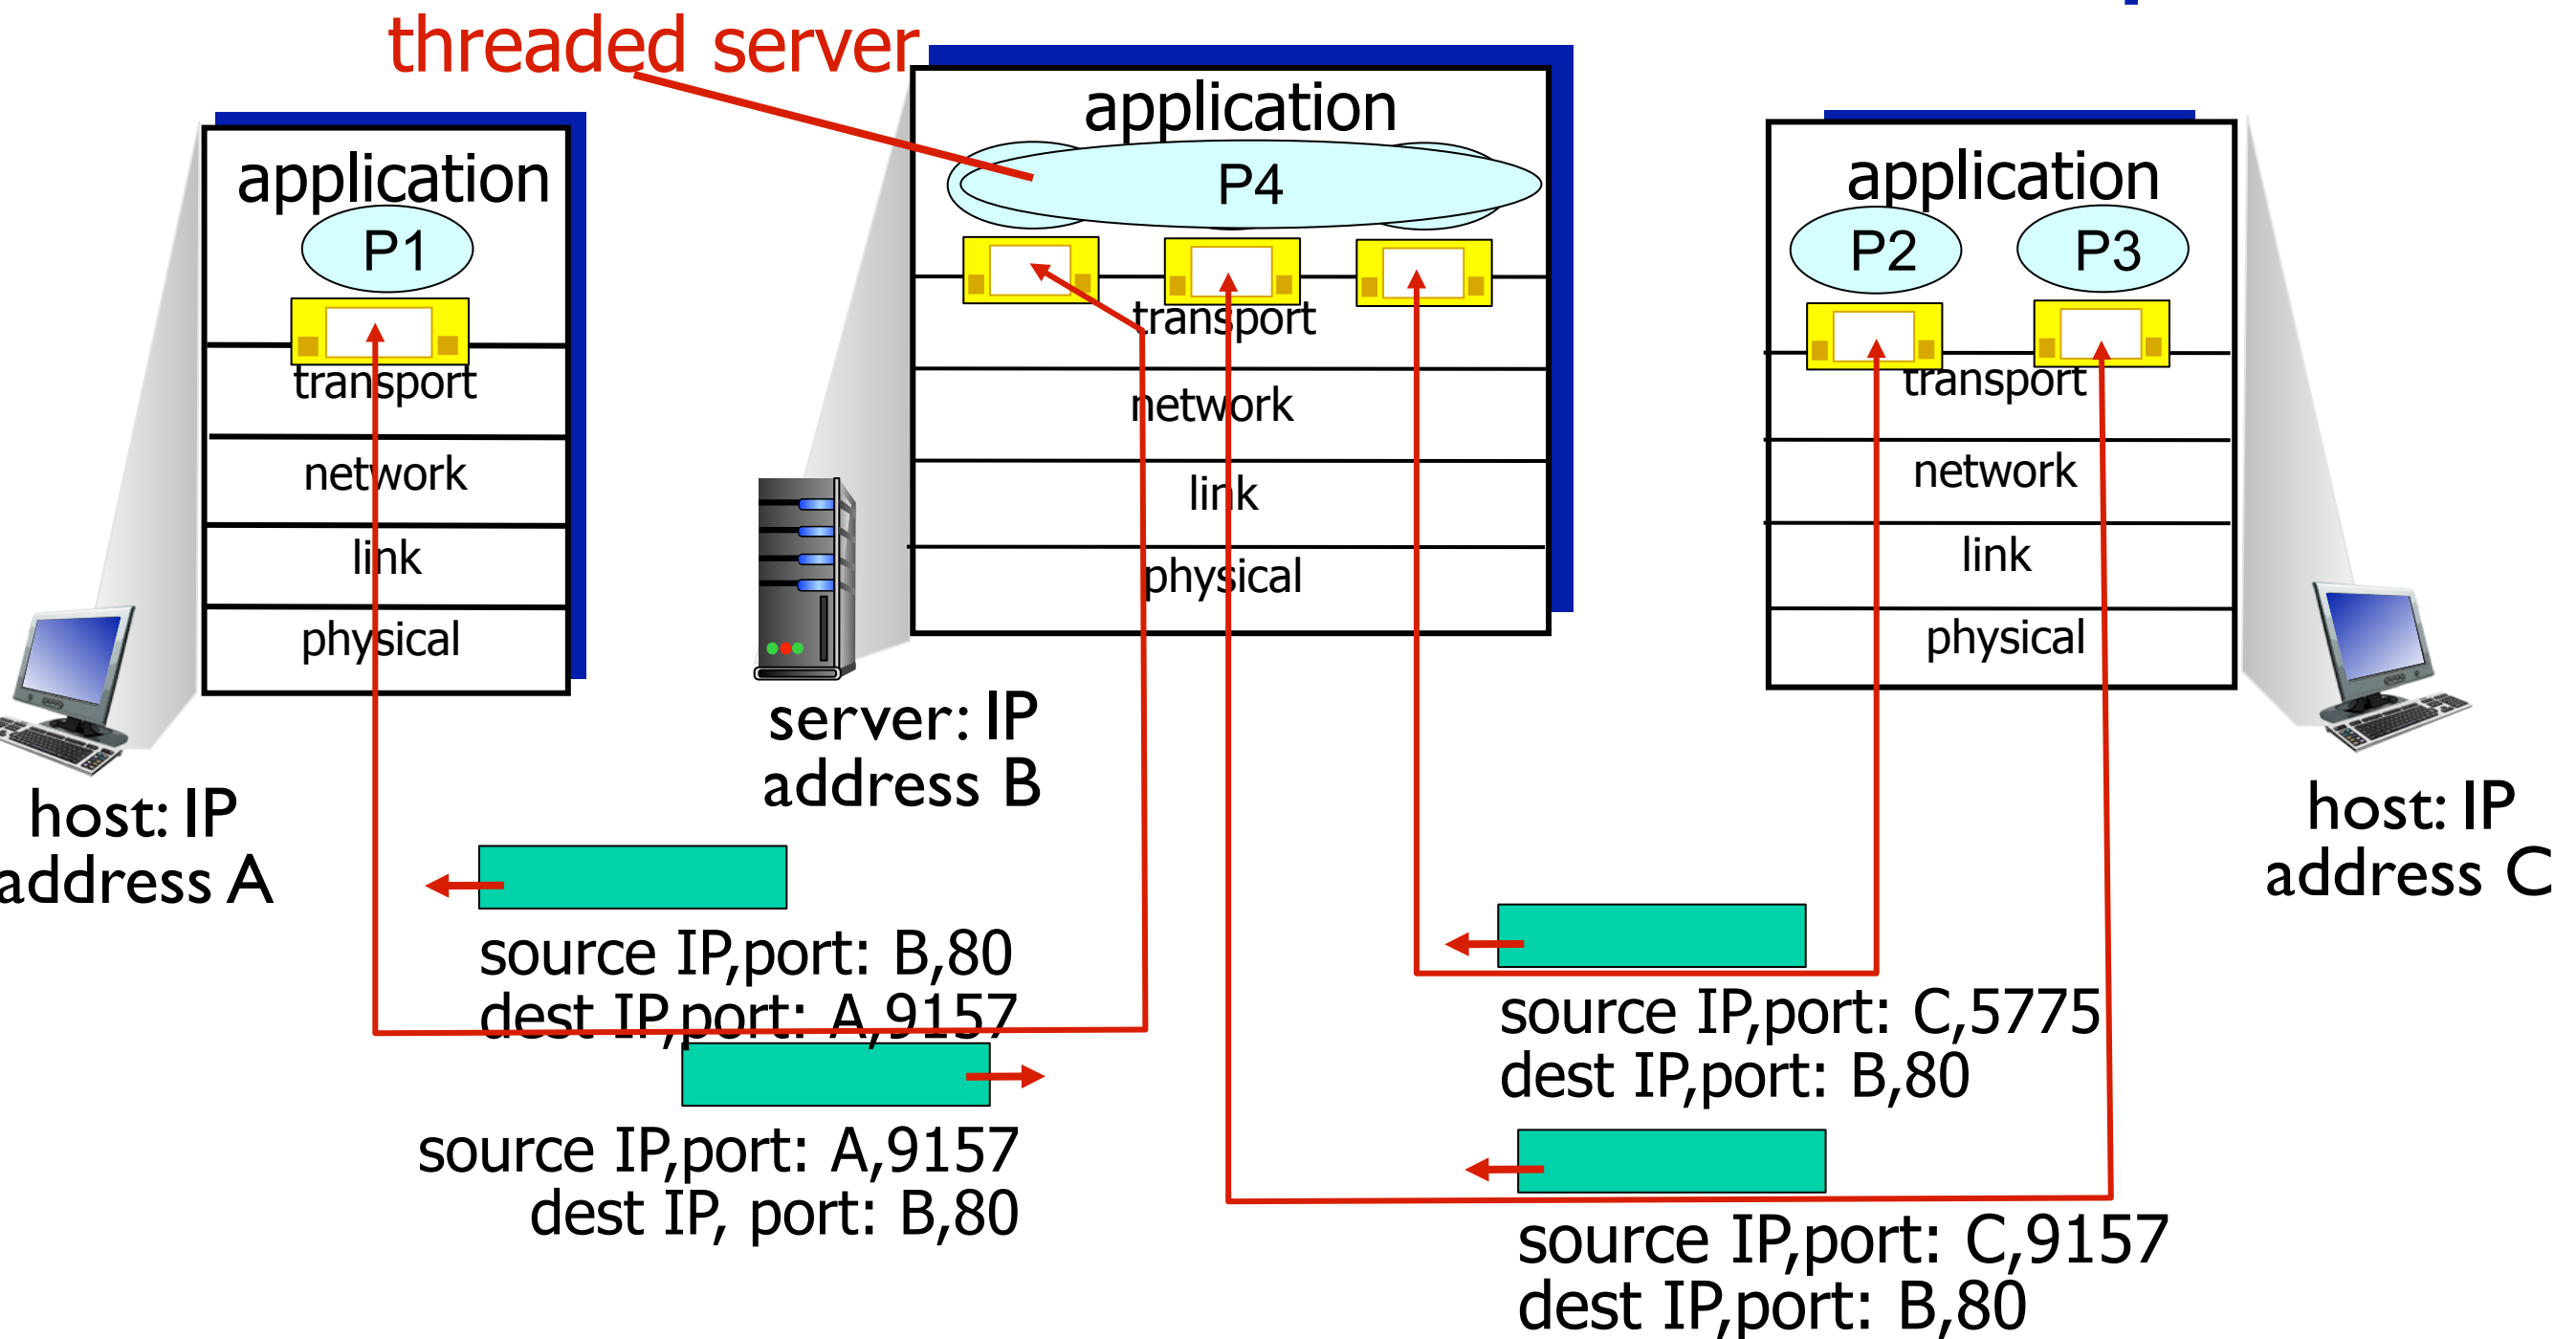 threaded server
application
P1
transport
network
link
physical
host: IP
address A
application
P4
transport
network
link
physical
server: IP
address B
application
P2
P3
transport
network
link
physical
host: IP
address C
source IP,port: B,80
dest IP,port: A,9157
source IP,port: A,9157
dest IP, port: B,80
source IP,port: C,5775
dest IP,port: B,80
source IP,port: C,9157
dest IP,port: B,80